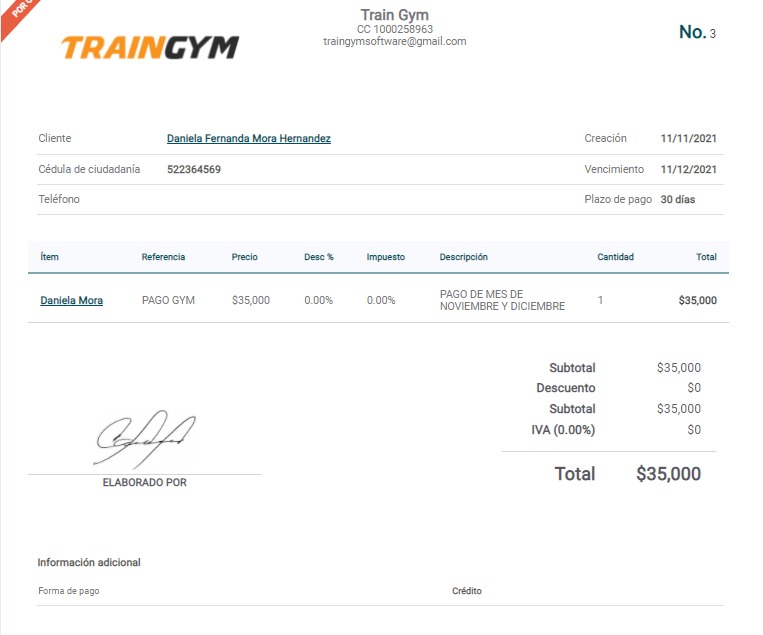 POR
Train Gym
CC 1000258963
traingymsoftware@gmail.com
TRAINGYM
No. 3
Cliente Daniela Fernanda Mora Hernandez Creación 11/11/2021
Cédula de ciudadanía 522364569 Vencimiento 11/12/2021
Teléfono Plazo de pago 30 días
Ítem Referencia Precio Desc % Impuesto Descripción Cantidad Total
Daniela Mora PAGO GYM $35,000 0.00% 0.00% PAGO DE MES DE NOVIEMBRE Y DICIEMBRE 1 $35,000
Subtotal $35,000
Descuento $0
Subtotal $35,000
IVA (0.00%) $0
Total $35,000
ELABORADO POR
Información adicional
Forma de pago Crédito